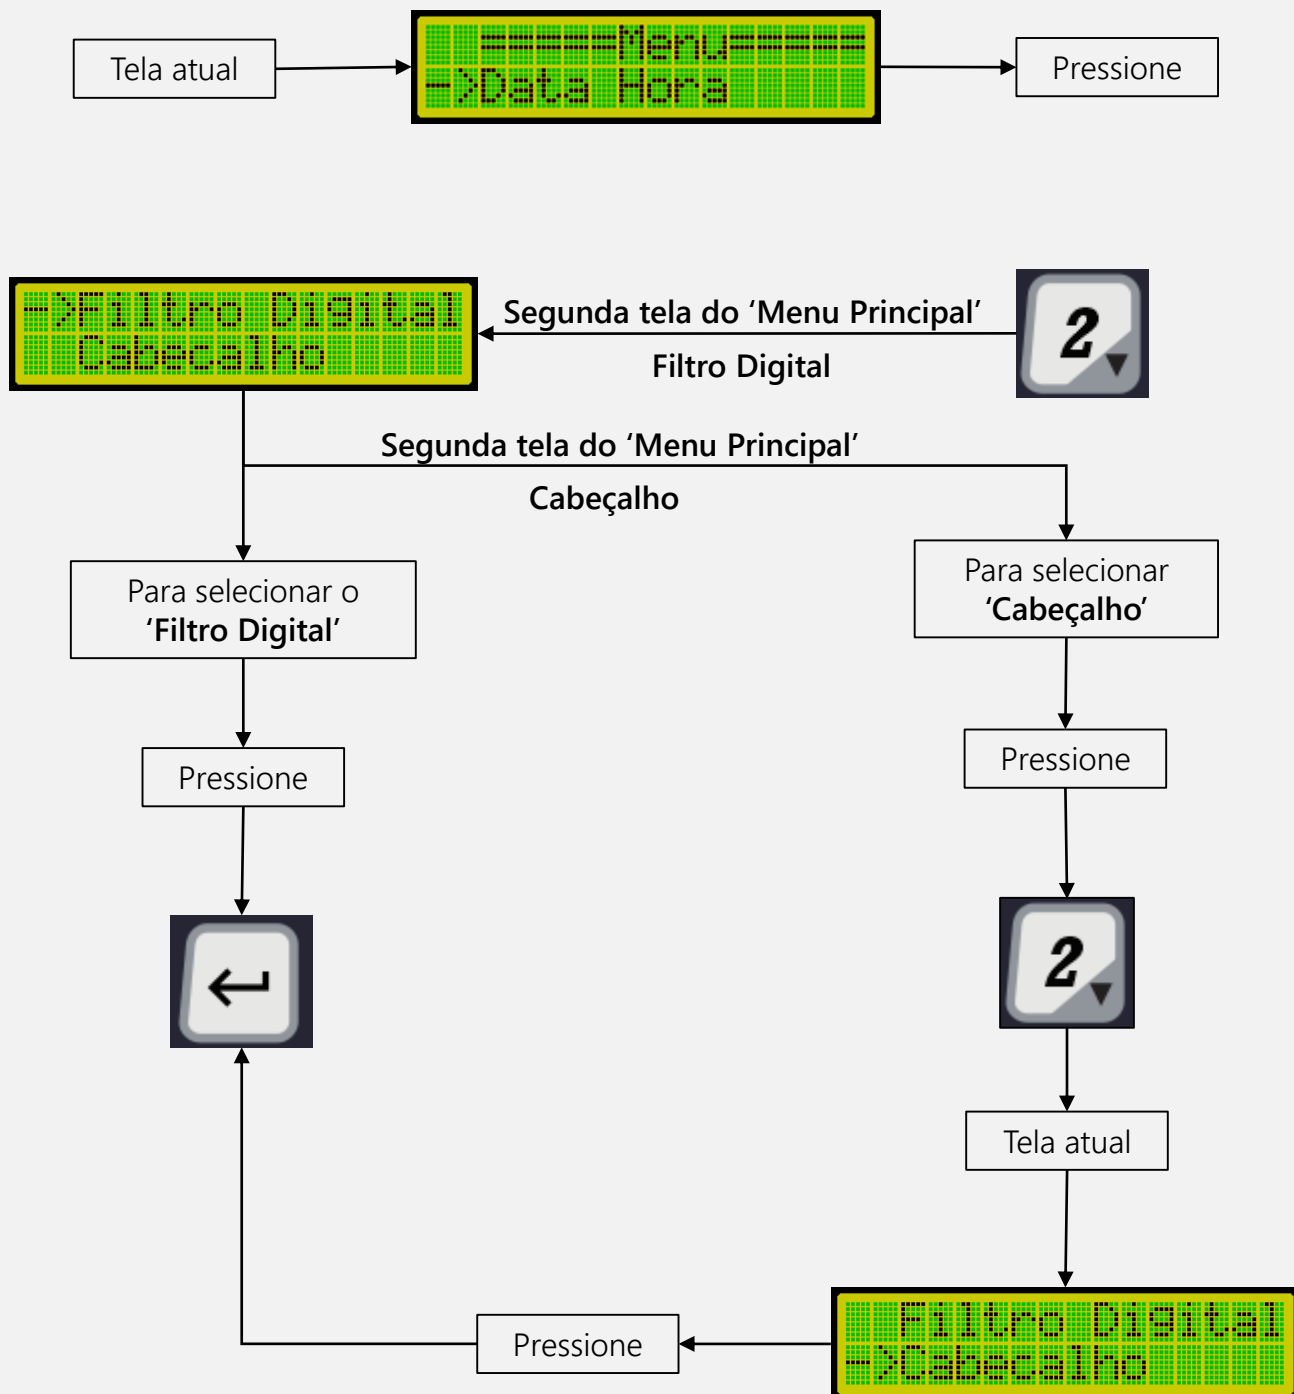 Tela atual
======Menu======
->Data Hora
Pressione
->Filtro Digital
Cabecalho
Segunda tela do ‘Menu Principal’
Filtro Digital
2
Segunda tela do ‘Menu Principal’
Cabeçalho
Para selecionar o
‘Filtro Digital’
Para selecionar
‘Cabeçalho’
Pressione
Pressione
2
Tela atual
Filtro Digital
->Cabecalho
Pressione